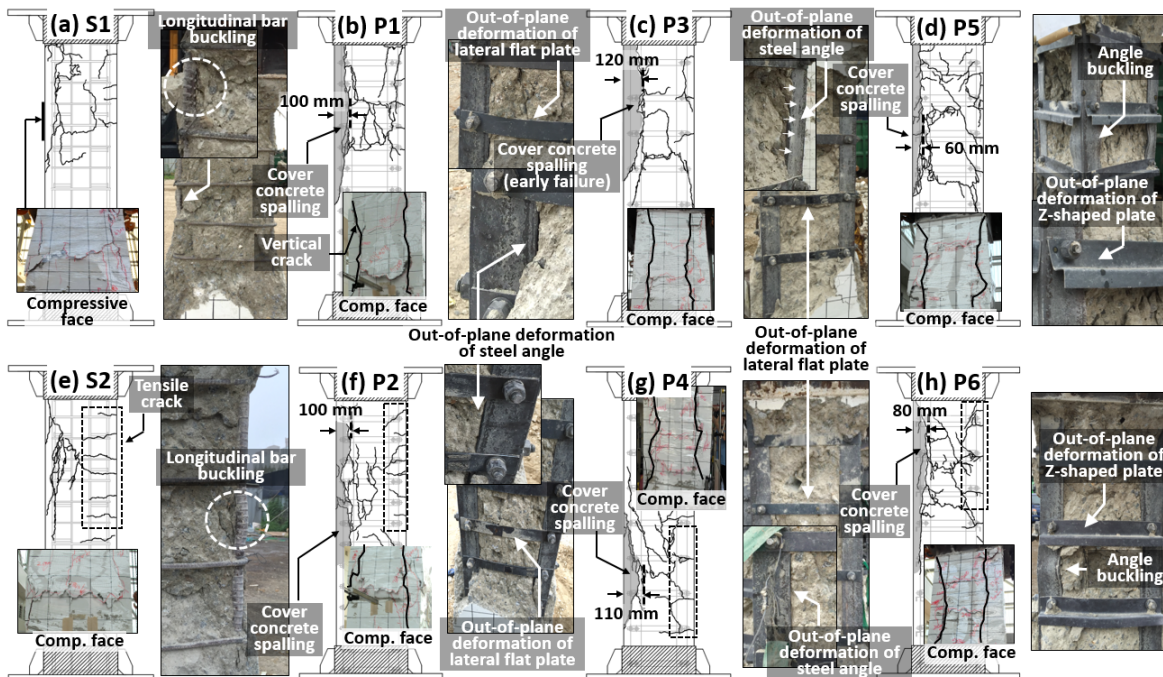 (a) S1
Longitudinal bar
buckling
Compressive
face
(b) P1
100 mm
Cover
concrete
spalling
Vertical
crack
Comp. face
Out-of-plane
deformation of
lateral flat plate
Out-of-plane deformation
of steel angle
(c) P3
120 mm
Cover concrete
spalling
(early failure)
Comp. face
Out-of-plane
deformation of
steel angle
Out-of-plane
deformation of
lateral flat plate
(d) P5
Cover
concrete
spalling
60 mm
Comp. face
Angle
buckling
Out-of-plane
deformation of
Z-shaped plate
(e) S2
Tensile
crack
Comp. face
Longitudinal bar
buckling
(f) P2
100 mm
Cover
concrete
spalling
Comp. face
Out-of-plane
deformation of
lateral flat plate
(g) P4
Comp. face
Cover
concrete
spalling
110 mm
Out-of-plane
deformation of
steel angle
(h) P6
80 mm
Cover
concrete
spalling
Comp. face
Out-of-plane
deformation of
Z-shaped plate
Angle
buckling